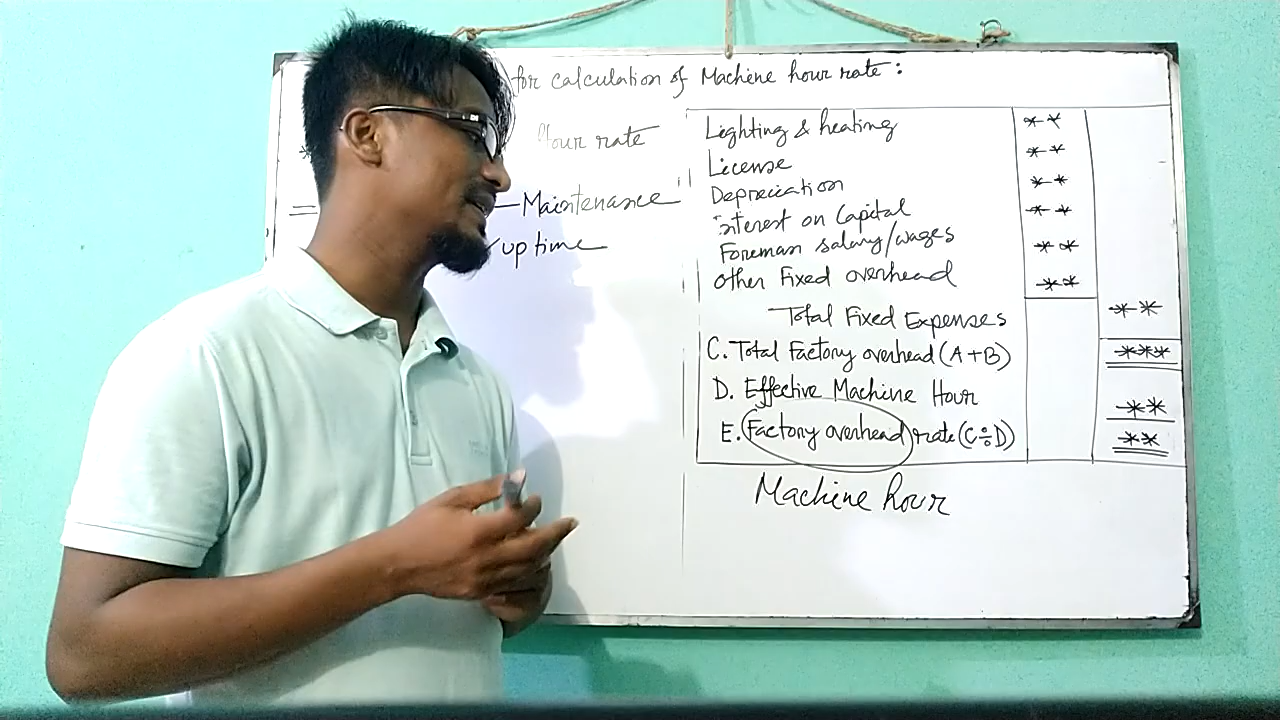 for calculation of Machine hour rate :
Hour rate
Maintenance
up time
Lighting & heating **
License **
Depreciation **
Interest on Capital **
Foreman salary/wages **
Other Fixed overhead **
Total Fixed Expenses **
C. Total Factory overhead (A+B) ***
D. Effective Machine Hour **
E. Factory overhead rate (C÷D) **
Machine hour